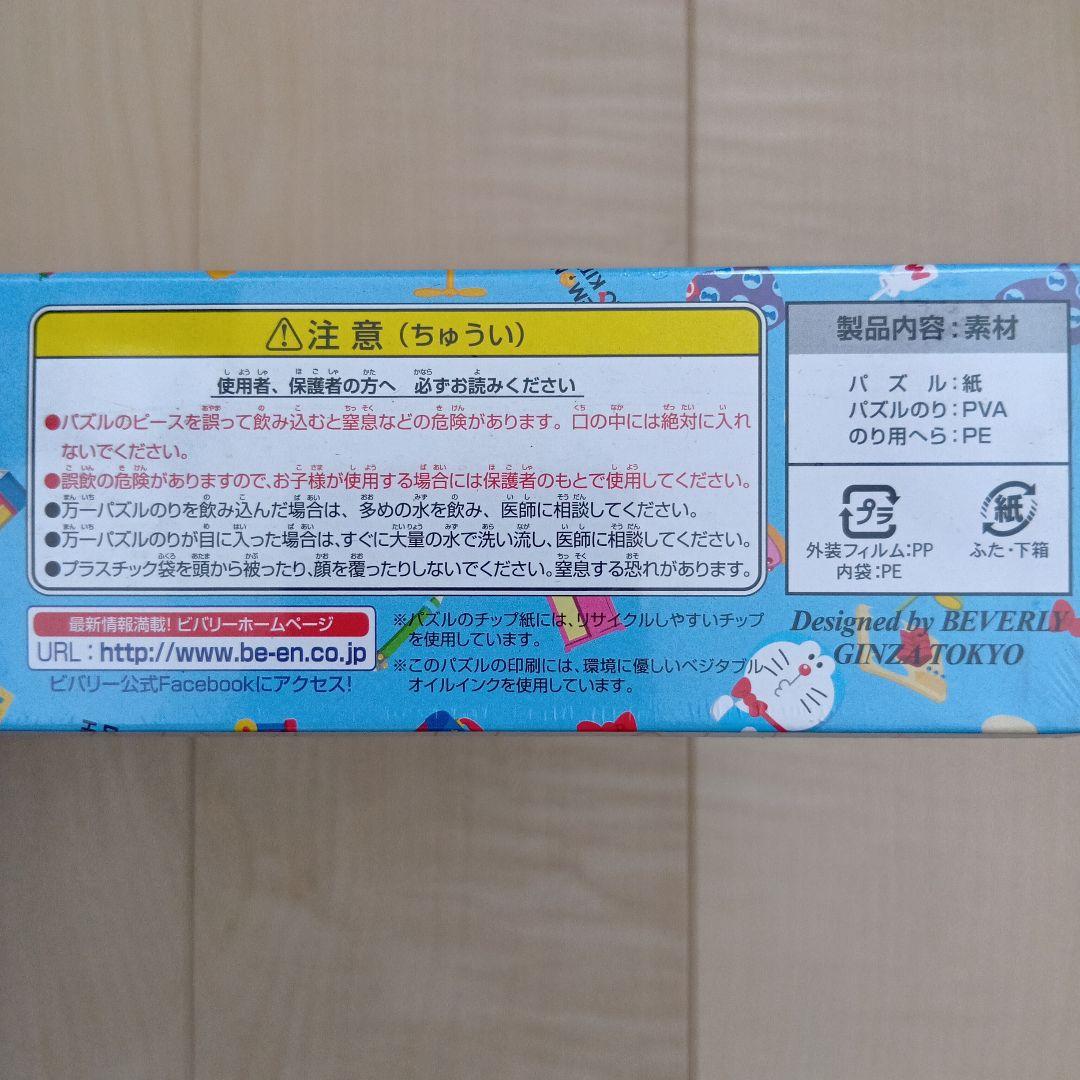 ⚠注意(ちゅうい)
使用者、保護者の方へ 必ずお読みください
●パズルのピースを誤って飲み込むと窒息などの危険があります。口の中には絶対に入れ
ないでください。
●誤飲の危険がありますので、お子様が使用する場合には保護者のもとで使用してください。
●万一パズルのりを飲み込んだ場合は、多めの水を飲み、医師に相談してください。
●万一パズルのりが目に入った場合は、すぐに大量の水で洗い流し、医師に相談してください。
●プラスチック袋を頭から被ったり、顔を覆ったりしないでください。窒息する恐れがあります。
最新情報満載! ビバリーホームページ
URL:http://www.be-en.co.jp
ビバリー公式Facebookにアクセス!
※パズルのチップ紙には、リサイクルしやすいチップ
を使用しています。
※このパズルの印刷には、環境に優しいベジタブル
オイルインクを使用しています。
製品内容:素材
パズル:紙
パズルのり:PVA
のり用へら:PE
プラ
外装フィルム:PP
内袋:PE
紙
ふた・下箱
Designed by BEVERLY
GINZA TOKYO